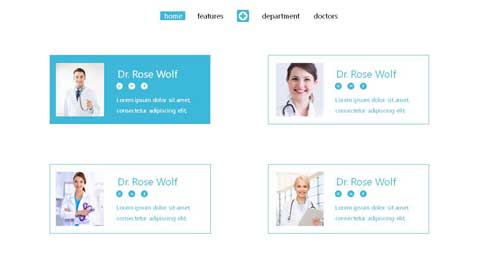 home features department doctors
Dr. Rose Wolf
Lorem ipsum dolor sit amet,
consectetur adipiscing elit.
Dr. Rose Wolf
Lorem ipsum dolor sit amet,
consectetur adipiscing elit.
Dr. Rose Wolf
Lorem ipsum dolor sit amet,
consectetur adipiscing elit.
Dr. Rose Wolf
Lorem ipsum dolor sit amet,
consectetur adipiscing elit.